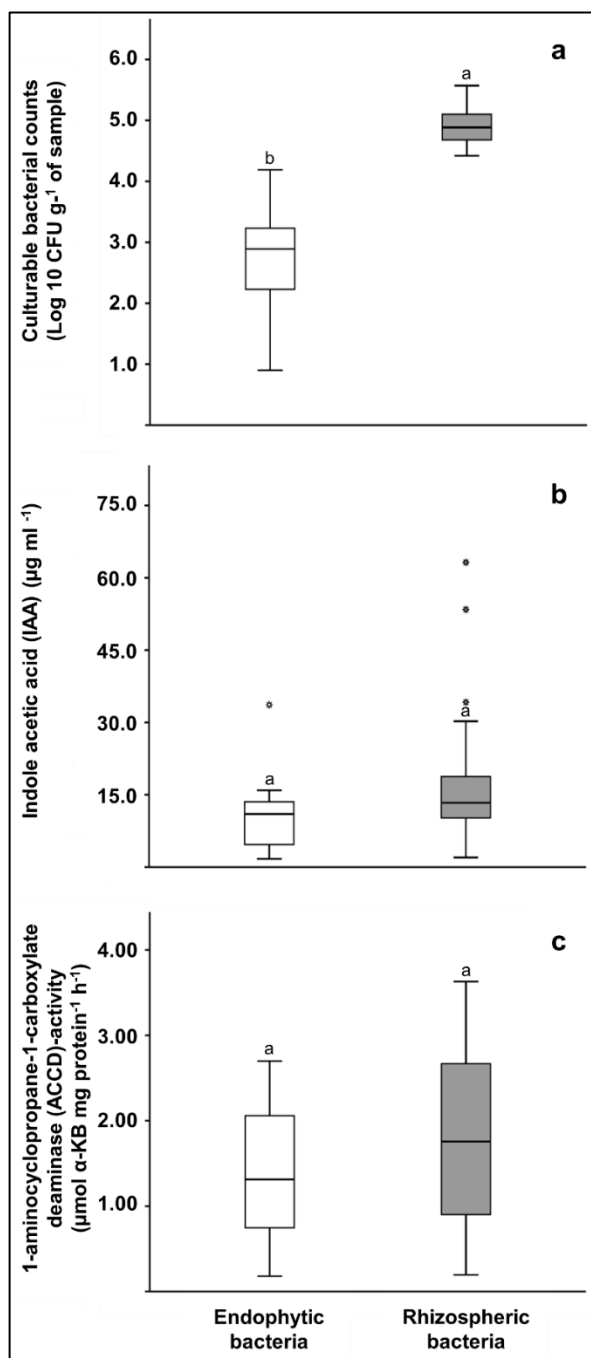 a
Culturable bacterial counts
(Log 10 CFU g-¹ of sample)
6.0
5.0
4.0
3.0
2.0
1.0
b
a
b
Indole acetic acid (IAA) (µg ml ⁻¹)
75.0
60.0
45.0
30.0
15.0
a
a
c
1-aminocyclopropane-1-carboxylate
deaminase (ACCD)-activity
(µmol α-KB mg protein⁻¹ h⁻¹)
4.00
3.00
2.00
1.00
a
a
Endophytic
bacteria
Rhizospheric
bacteria